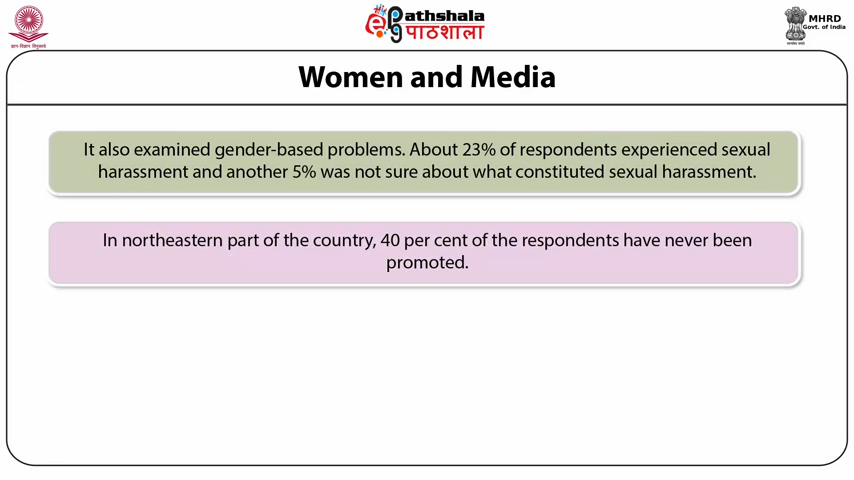 ePathshala
पाठशाला
MHRD
Govt. of India
Women and Media
It also examined gender-based problems. About 23% of respondents experienced sexual
harassment and another 5% was not sure about what constituted sexual harassment.
In northeastern part of the country, 40 per cent of the respondents have never been
promoted.